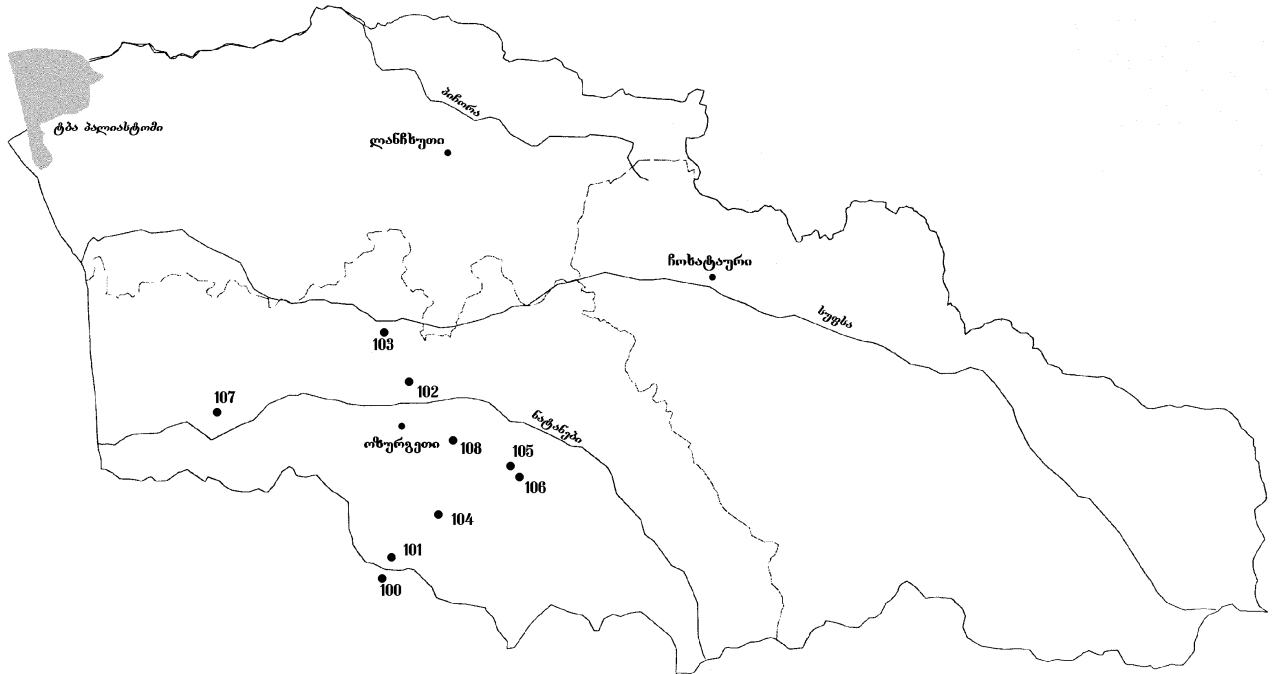 პიჩორა
ტბა პალიასტომი
ლანჩხუთი
ჩოხატაური
სუფსა
103
102
107
ნატანები
ოზურგეთი
108
105
106
104
101
100